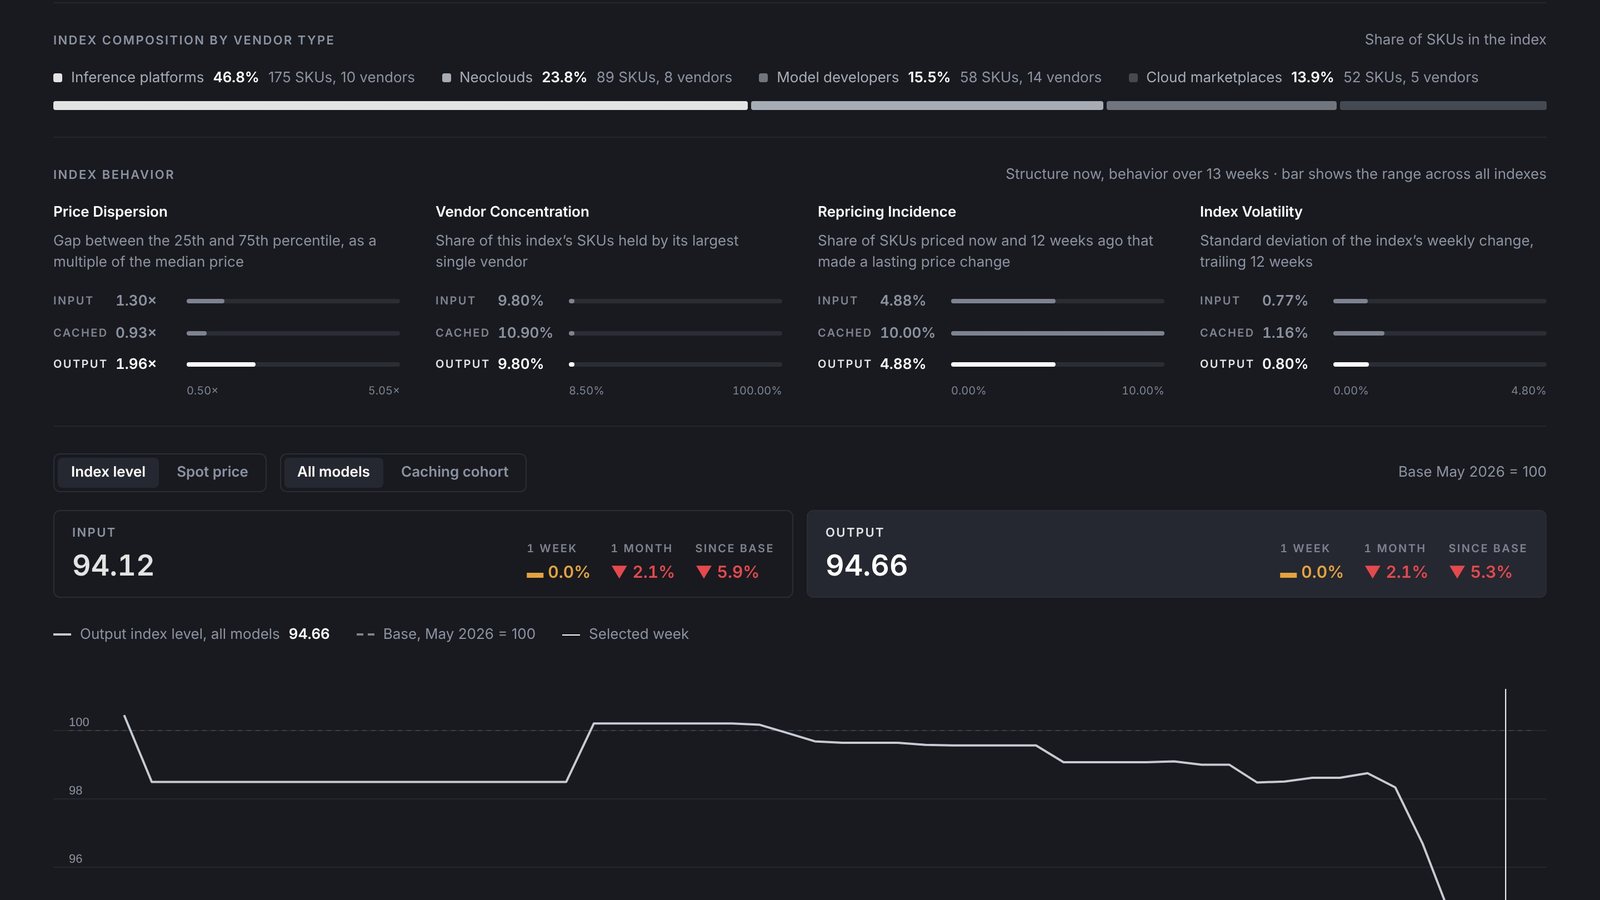 INDEX COMPOSITION BY VENDOR TYPE
Share of SKUs in the index
Inference platforms 46.8% 175 SKUs, 10 vendors
Neoclouds 23.8% 89 SKUs, 8 vendors
Model developers 15.5% 58 SKUs, 14 vendors
Cloud marketplaces 13.9% 52 SKUs, 5 vendors
INDEX BEHAVIOR
Structure now, behavior over 13 weeks · bar shows the range across all indexes
Price Dispersion
Gap between the 25th and 75th percentile, as a
multiple of the median price
INPUT 1.30×
CACHED 0.93×
OUTPUT 1.96×
0.50× 5.05×
Vendor Concentration
Share of this index’s SKUs held by its largest
single vendor
INPUT 9.80%
CACHED 10.90%
OUTPUT 9.80%
8.50% 100.00%
Repricing Incidence
Share of SKUs priced now and 12 weeks ago that
made a lasting price change
INPUT 4.88%
CACHED 10.00%
OUTPUT 4.88%
0.00% 10.00%
Index Volatility
Standard deviation of the index’s weekly change,
trailing 12 weeks
INPUT 0.77%
CACHED 1.16%
OUTPUT 0.80%
0.00% 4.80%
Index level Spot price
All models Caching cohort
Base May 2026 = 100
INPUT
94.12
1 WEEK 1 MONTH SINCE BASE
0.0% ▼ 2.1% ▼ 5.9%
OUTPUT
94.66
1 WEEK 1 MONTH SINCE BASE
0.0% ▼ 2.1% ▼ 5.3%
Output index level, all models 94.66
Base, May 2026 = 100
Selected week
100
98
96